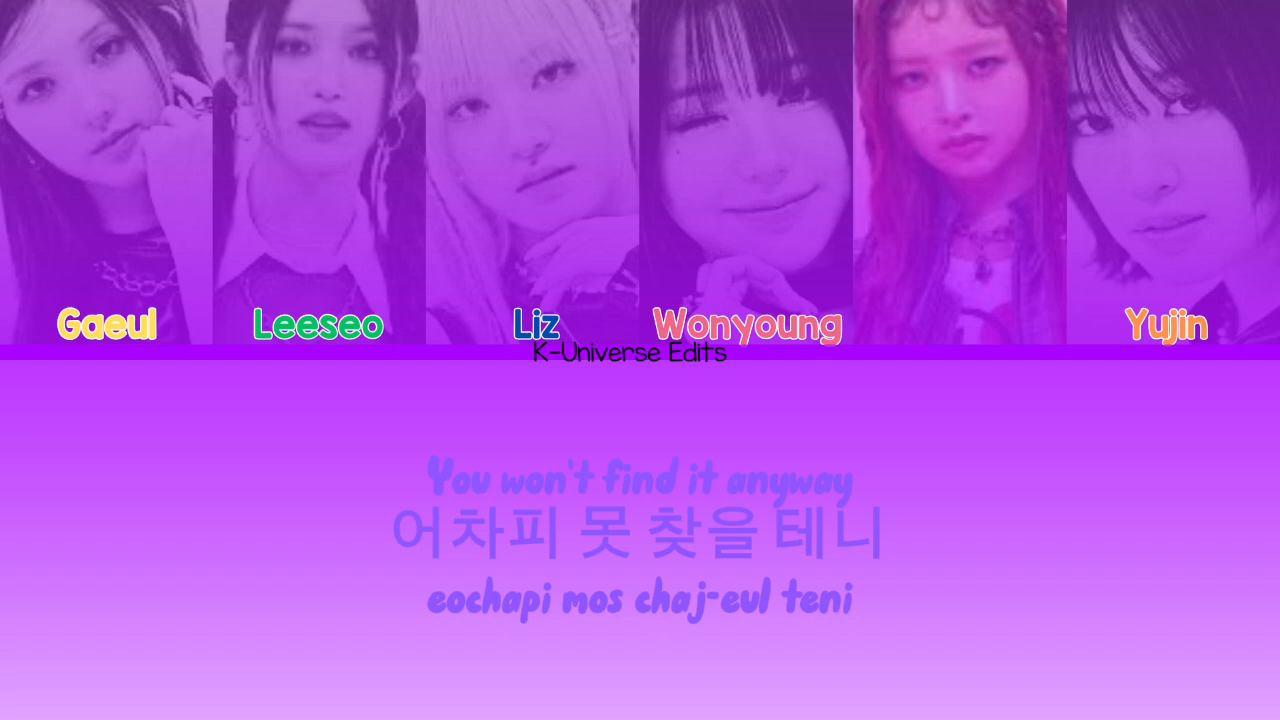 Gaeul Leeseo Liz Wonyoung Yujin
K-Universe Edits
You won't find it anyway
어차피 못 찾을 테니
eochapi mos chaj-eul teni